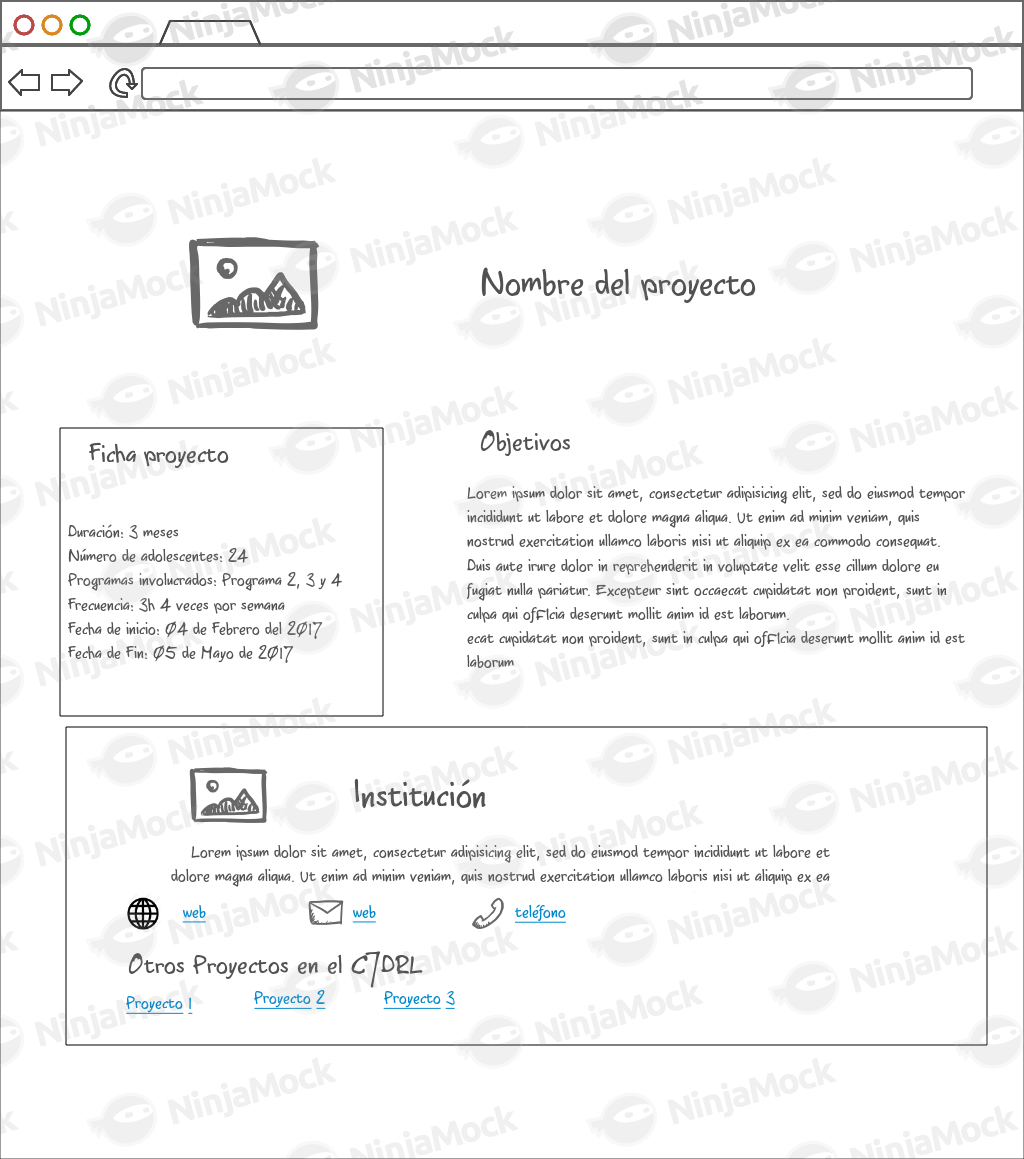 Nombre del proyecto
Ficha proyecto
Duración: 3 meses
Número de adolescentes: 24
Programas involucrados: Programa 2, 3 y 4
Frecuencia: 3h 4 veces por semana
Fecha de inicio: 04 de Febrero del 2017
Fecha de Fin: 05 de Mayo de 2017
Objetivos
Lorem ipsum dolor sit amet, consectetur adipisicing elit, sed do eiusmod tempor
incididunt ut labore et dolore magna aliqua. Ut enim ad minim veniam, quis
nostrud exercitation ullamco laboris nisi ut aliquip ex ea commodo consequat.
Duis aute irure dolor in reprehenderit in voluptate velit esse cillum dolore eu
fugiat nulla pariatur. Excepteur sint occaecat cupidatat non proident, sunt in
culpa qui offIcia deserunt mollit anim id est laborum.
ecat cupidatat non proident, sunt in culpa qui offIcia deserunt mollit anim id est
laborum
Institución
Lorem ipsum dolor sit amet, consectetur adipisicing elit, sed do eiusmod tempor incididunt ut labore et
dolore magna aliqua. Ut enim ad minim veniam, quis nostrud exercitation ullamco laboris nisi ut aliquip ex ea
web web teléfono
Otros Proyectos en el CJDRL
Proyecto 1 Proyecto 2 Proyecto 3
NinjaMock